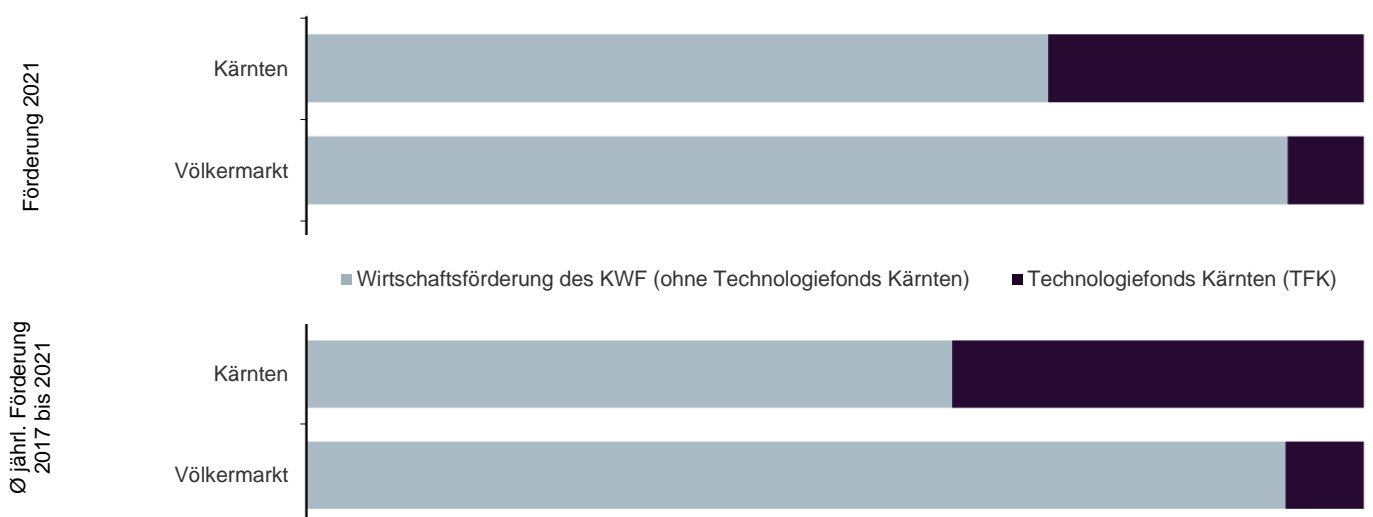 Förderung 2021
Kärnten
Völkermarkt
Wirtschaftsförderung des KWF (ohne Technologiefonds Kärnten)
Technologiefonds Kärnten (TFK)
Ø jährl. Förderung
2017 bis 2021
Kärnten
Völkermarkt